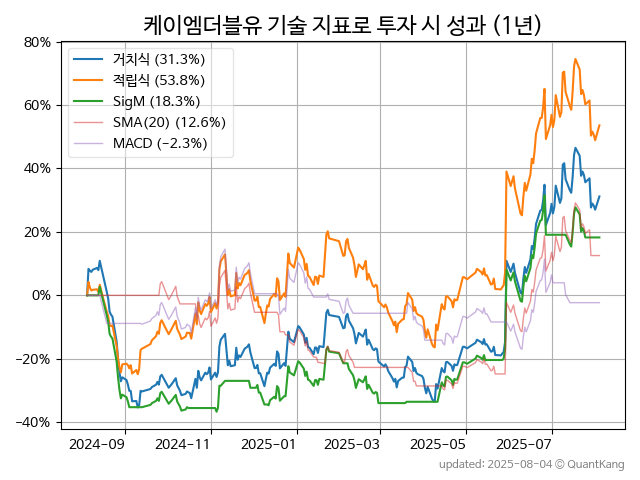 케이엠더블유 기술 지표로 투자 시 성과 (1년)
80%
60%
40%
20%
0%
−20%
−40%
거치식 (31.3%)
적립식 (53.8%)
SigM (18.3%)
SMA(20) (12.6%)
MACD (−2.3%)
2024-09 2024-11 2025-01 2025-03 2025-05 2025-07
updated: 2025-08-04 © QuantKang